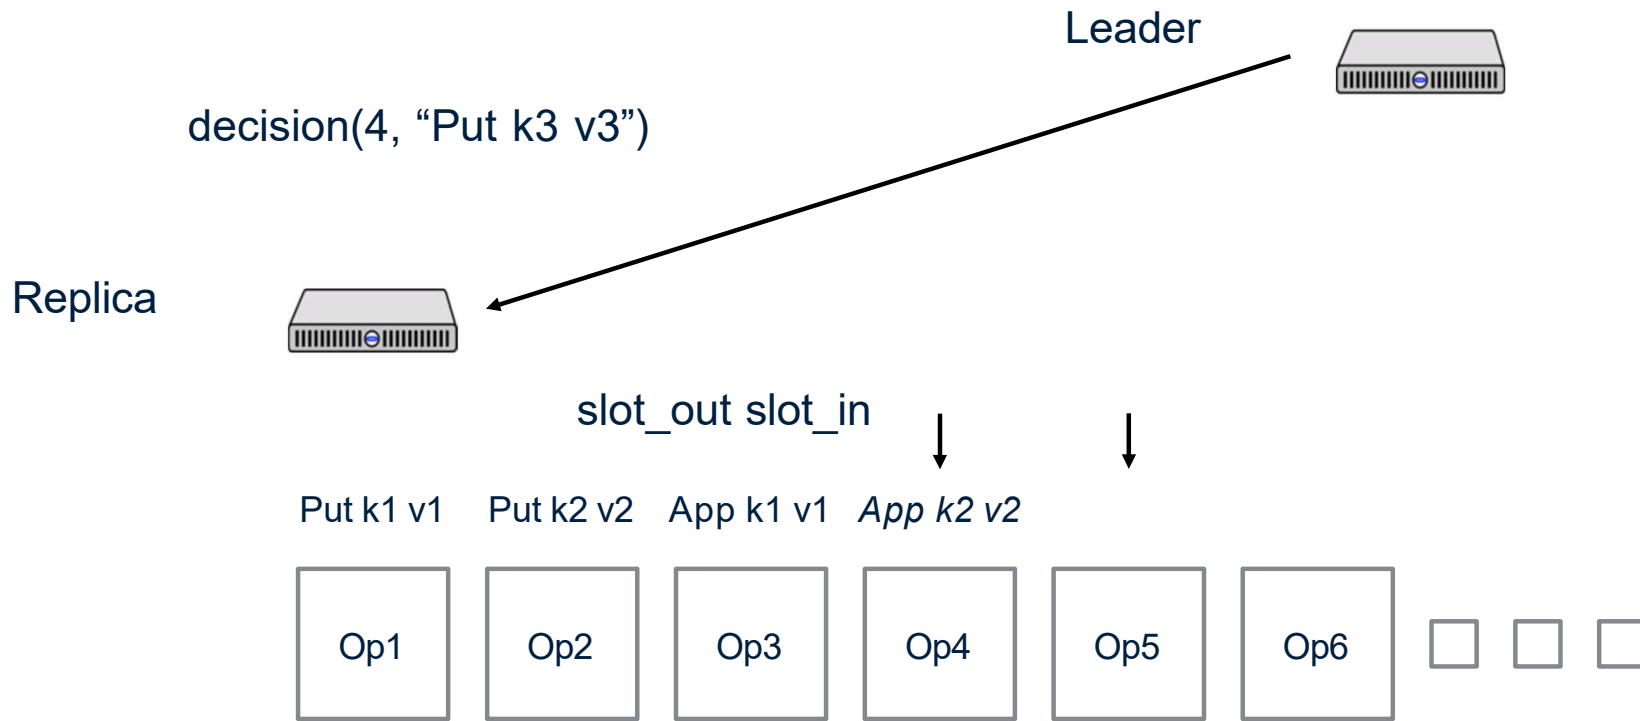 Leader
decision(4, “Put k3 v3”)
Replica
slot_out slot_in
Put k1 v1 Put k2 v2 App k1 v1 App k2 v2
Op1 Op2 Op3 Op4 Op5 Op6